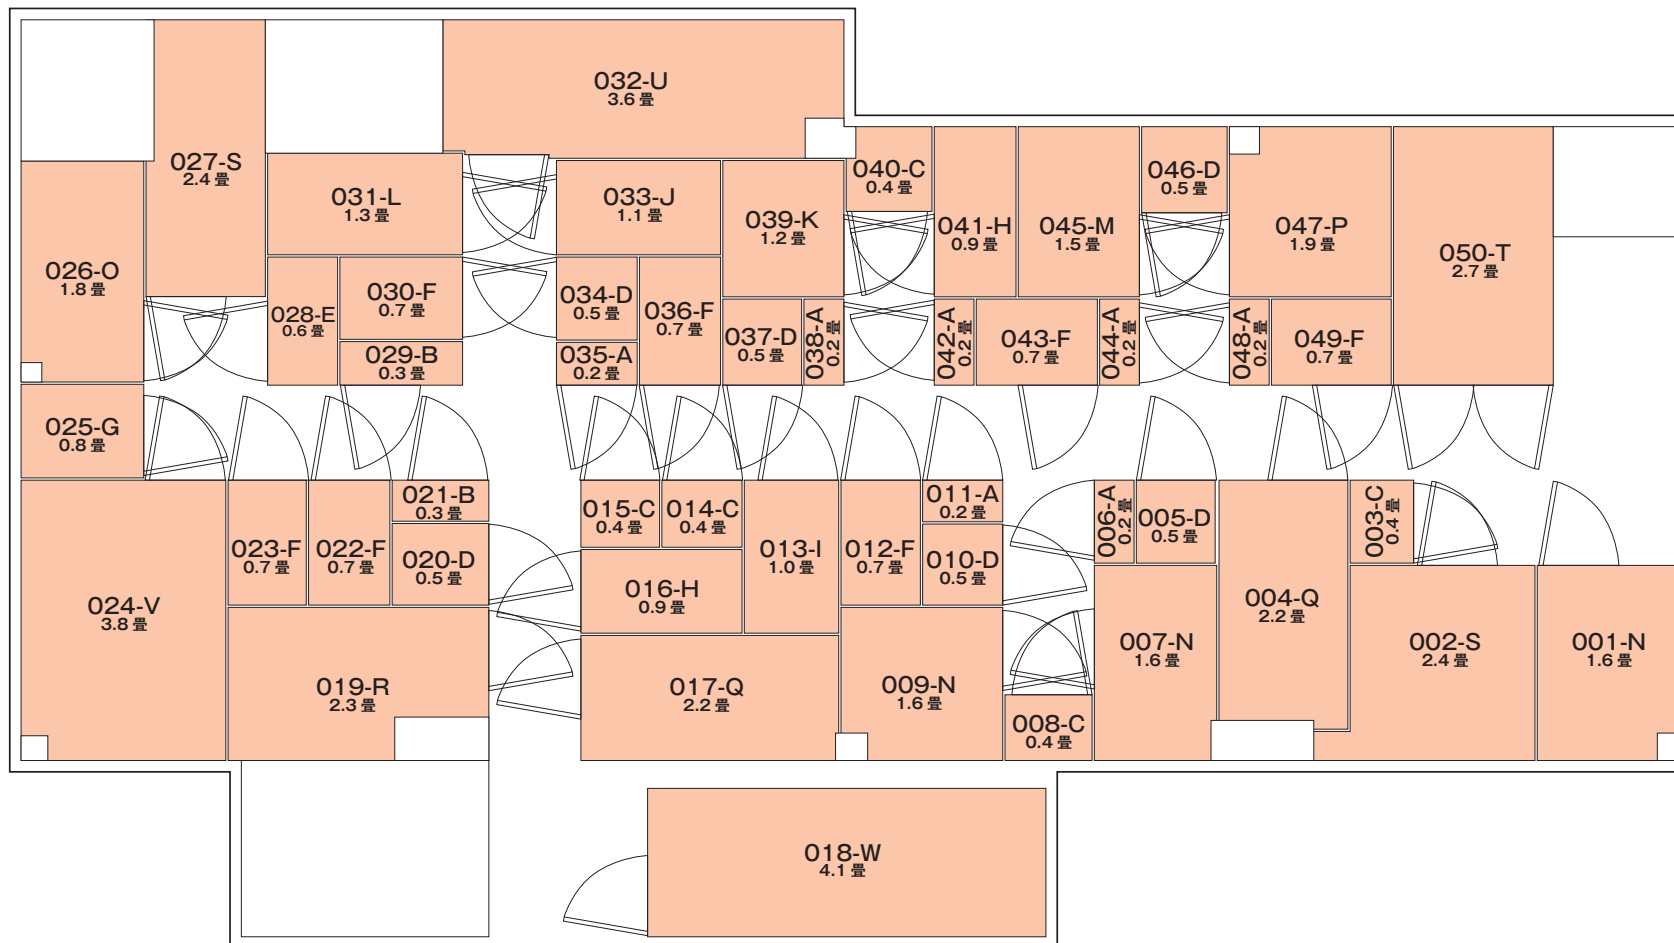 032-U
3.6 畳
027-S
2.4 畳
031-L
1.3 畳
033-J
1.1 畳
039-K
1.2 畳
040-C
0.4 畳
041-H
0.9 畳
045-M
1.5 畳
046-D
0.5 畳
047-P
1.9 畳
050-T
2.7 畳
026-O
1.8 畳
028-E
0.6 畳
030-F
0.7 畳
029-B
0.3 畳
034-D
0.5 畳
035-A
0.2 畳
036-F
0.7 畳
037-D
0.5 畳
038-A
0.2 畳
042-A
0.2 畳
043-F
0.7 畳
044-A
0.2 畳
048-A
0.2 畳
049-F
0.7 畳
025-G
0.8 畳
024-V
3.8 畳
023-F
0.7 畳
022-F
0.7 畳
021-B
0.3 畳
020-D
0.5 畳
019-R
2.3 畳
015-C
0.4 畳
014-C
0.4 畳
016-H
0.9 畳
013-I
1.0 畳
012-F
0.7 畳
011-A
0.2 畳
010-D
0.5 畳
017-Q
2.2 畳
009-N
1.6 畳
008-C
0.4 畳
006-A
0.2 畳
005-D
0.5 畳
007-N
1.6 畳
004-Q
2.2 畳
003-C
0.4 畳
002-S
2.4 畳
001-N
1.6 畳
018-W
4.1 畳